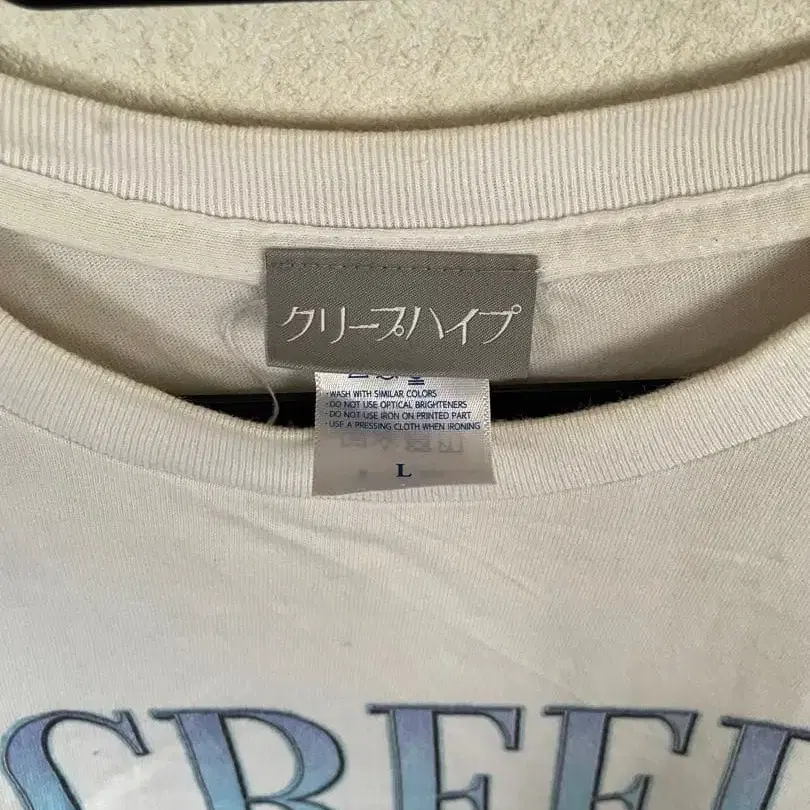 クリープハイプ
・WASH WITH SIMILAR COLORS
・DO NOT USE OPTICAL BRIGHTENERS
・DO NOT USE IRON ON PRINTED PART
・USE A PRESSING CLOTH WHEN IRONING
L
CREEP